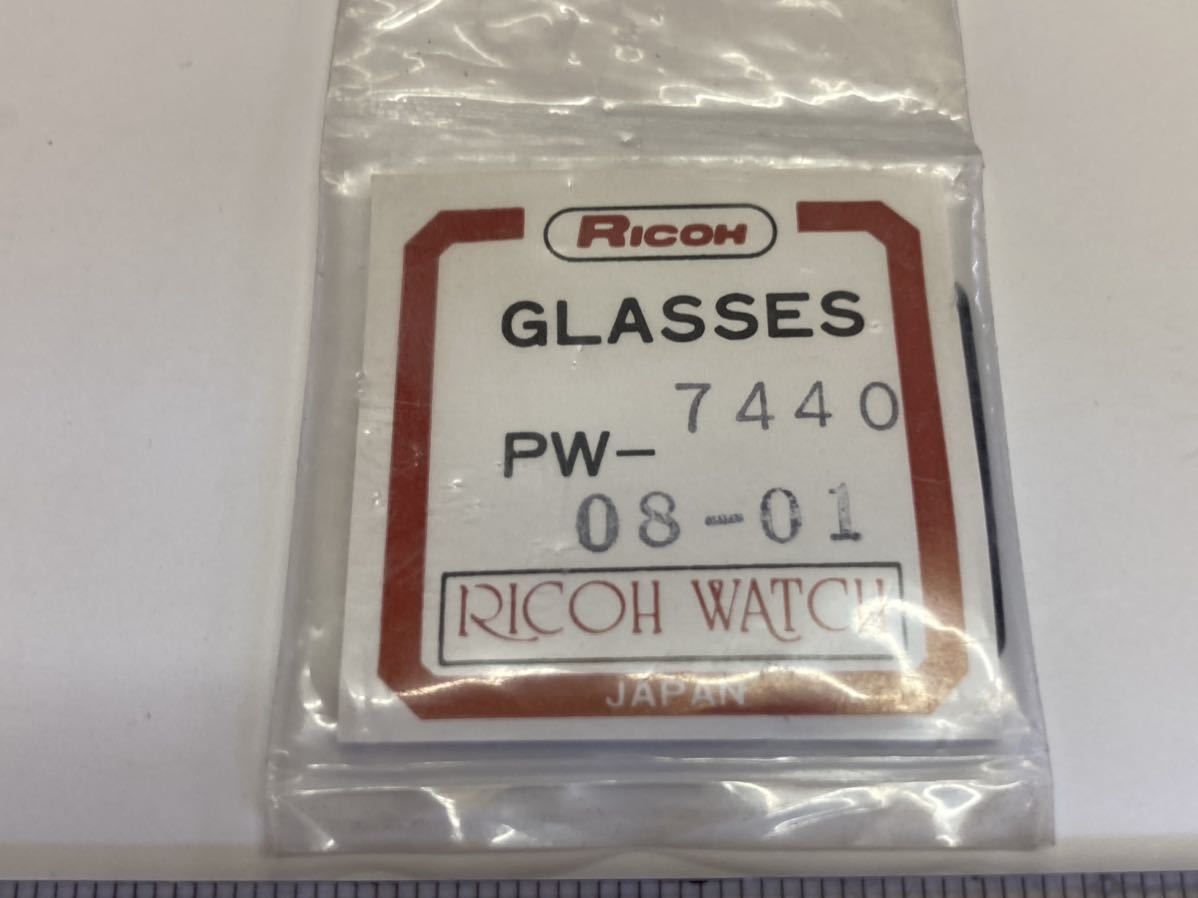 RICOH
GLASSES
7440
PW-
08-01
RICOH WATCH
JAPAN